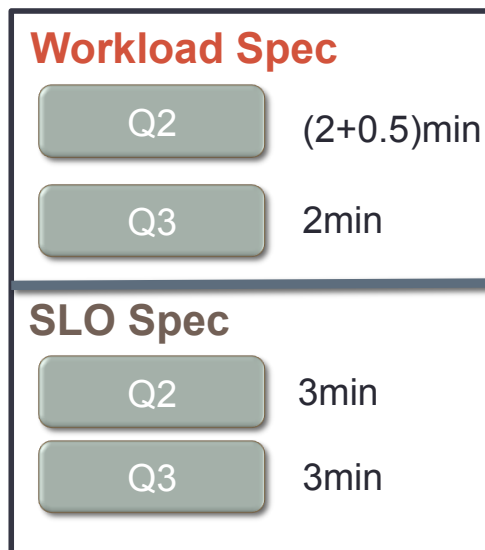 Workload Spec
Q2 (2+0.5)min
Q3 2min
SLO Spec
Q2 3min
Q3 3min